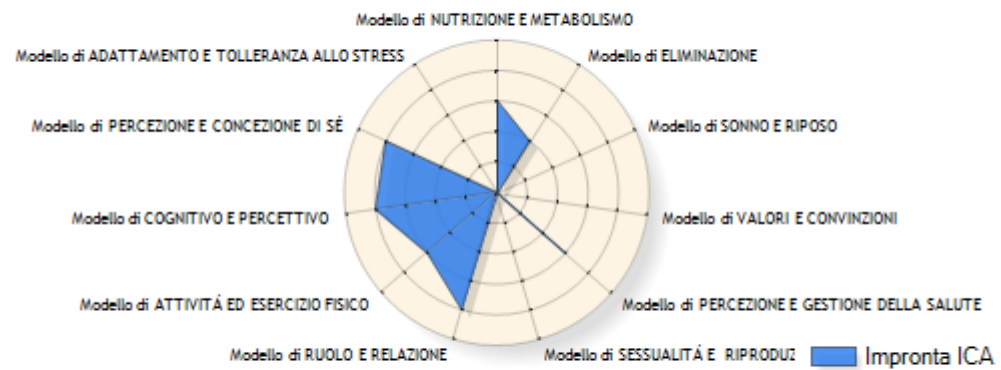 Modello di NUTRIZIONE E METABOLISMO
Modello di ADATTAMENTO E TOLLERANZA ALLO STRESS
Modello di ELIMINAZIONE
Modello di PERCEZIONE E CONCEZIONE DI SÉ
Modello di SONNO E RIPOSO
Modello di COGNITIVO E PERCETTIVO
Modello di VALORI E CONVINZIONI
Modello di ATTIVITÁ ED ESERCIZIO FISICO
Modello di PERCEZIONE E GESTIONE DELLA SALUTE
Modello di RUOLO E RELAZIONE
Modello di SESSUALITÁ E RIPRODUZ
Impronta ICA